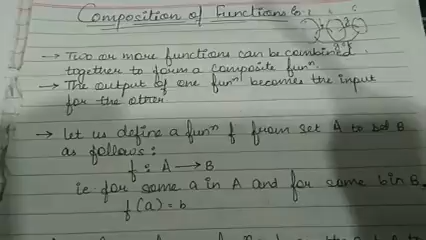 Composition of Functions :-
→ Two or more functions can be combined
together to form a composite funⁿ.
→ The output of one funⁿ becomes the input
for the other
→ let us define a funⁿ f from set A to set B
as follows:
f : A → B
ie for some a in A and for some b in B,
f(a) = b